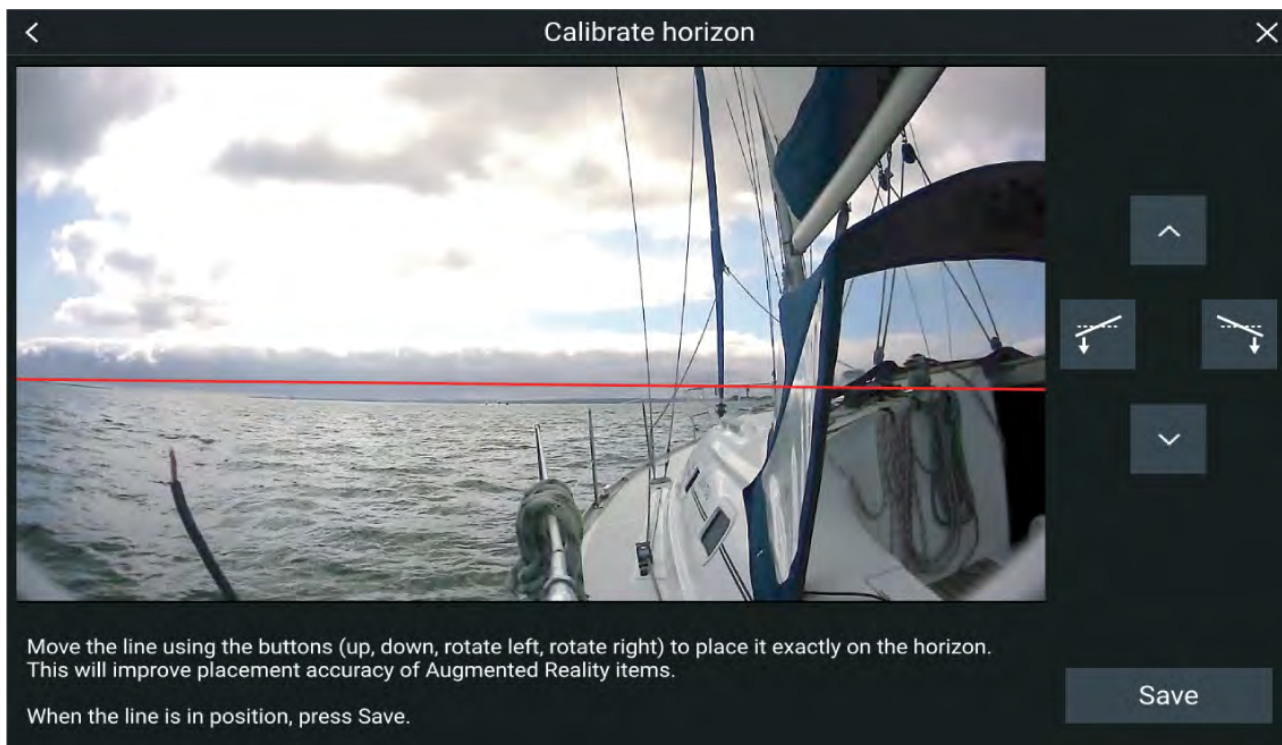 Calibrate horizon
Move the line using the buttons (up, down, rotate left, rotate right) to place it exactly on the horizon.
This will improve placement accuracy of Augmented Reality items.
When the line is in position, press Save.
Save